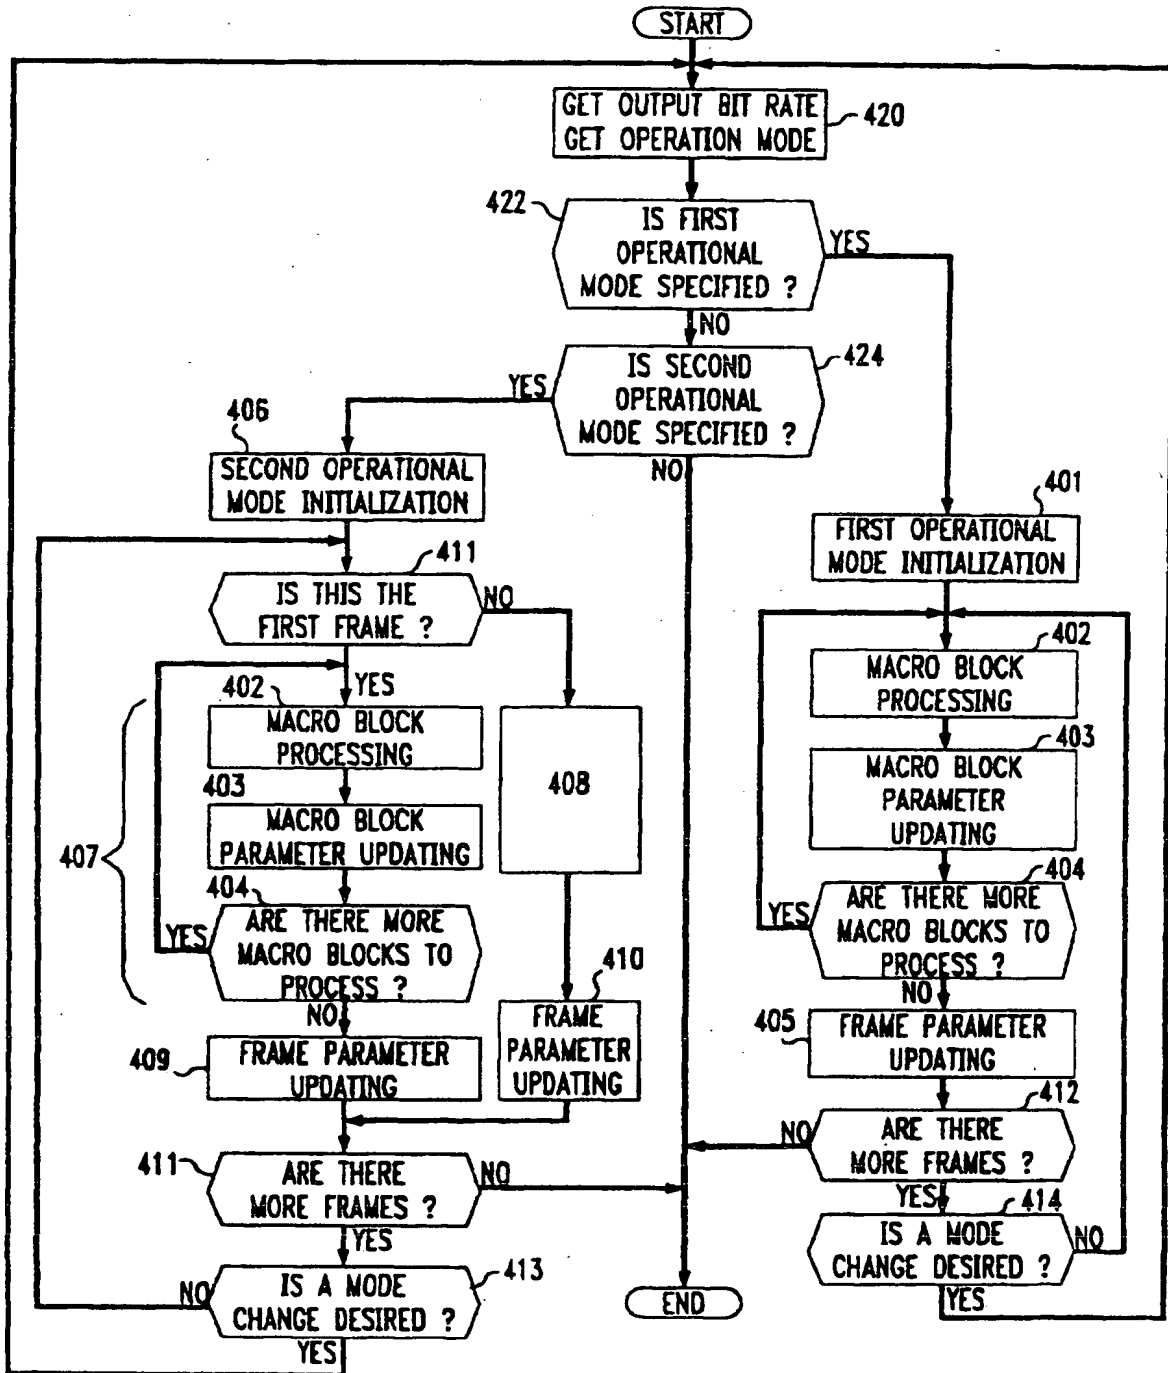 START
GET OUTPUT BIT RATE
GET OPERATION MODE
420
422
IS FIRST
OPERATIONAL
MODE SPECIFIED ?
YES
NO
IS SECOND
OPERATIONAL
MODE SPECIFIED ?
424
YES
NO
406
SECOND OPERATIONAL
MODE INITIALIZATION
411
IS THIS THE
FIRST FRAME ?
NO
YES
402
MACRO BLOCK
PROCESSING
403
MACRO BLOCK
PARAMETER UPDATING
407
404
ARE THERE MORE
MACRO BLOCKS TO
PROCESS ?
YES
NO
409
FRAME PARAMETER
UPDATING
408
410
FRAME
PARAMETER
UPDATING
411
ARE THERE
MORE FRAMES ?
NO
YES
IS A MODE
CHANGE DESIRED ?
413
NO
YES
END
401
FIRST OPERATIONAL
MODE INITIALIZATION
402
MACRO BLOCK
PROCESSING
403
MACRO BLOCK
PARAMETER
UPDATING
404
ARE THERE MORE
MACRO BLOCKS TO
PROCESS ?
YES
NO
405
FRAME PARAMETER
UPDATING
412
ARE THERE
MORE FRAMES ?
NO
YES
414
IS A MODE
CHANGE DESIRED ?
NO
YES